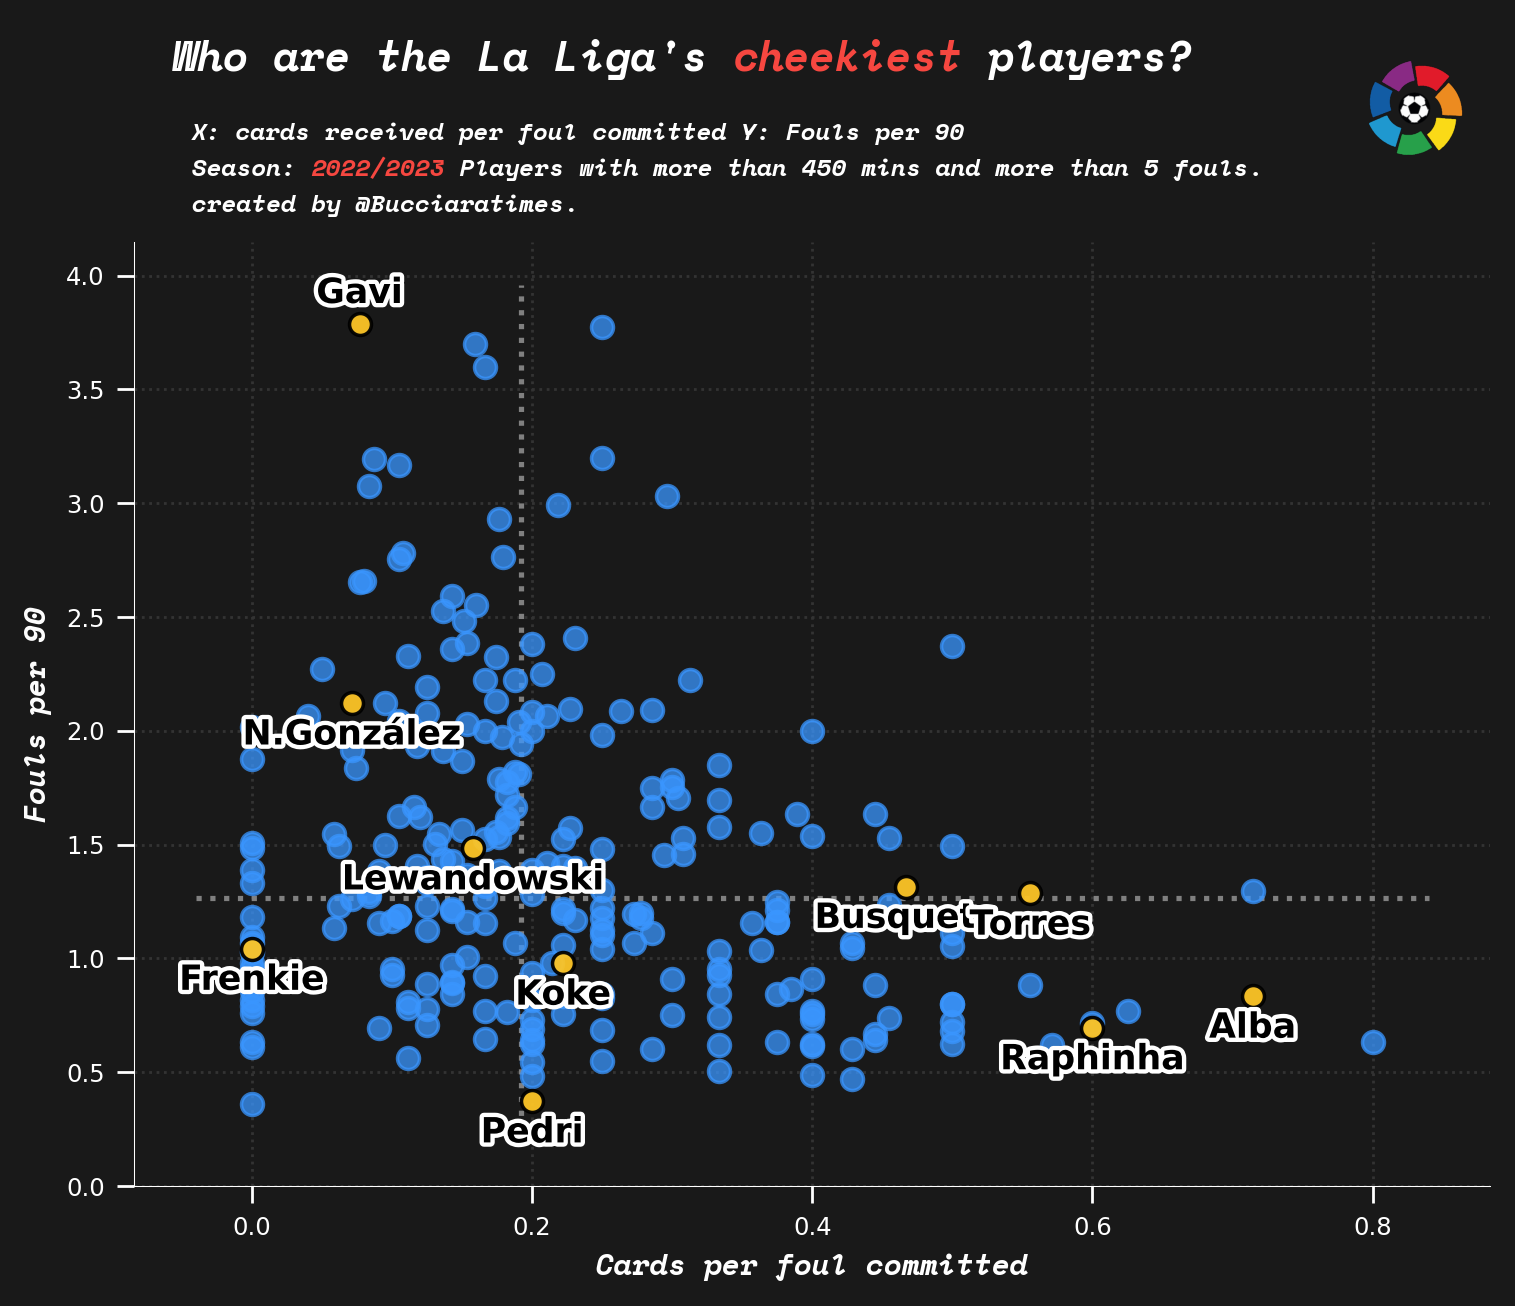 Who are the La Liga's cheekiest players?
X: cards received per foul committed Y: Fouls per 90
Season: 2022/2023 Players with more than 450 mins and more than 5 fouls.
created by @Bucciaratimes.
4.0
Gavi
3.5
3.0
2.5
2.0
N.González
1.5
Lewandowski
Busquet
Torres
1.0
Frenkie
Koke
Alba
Raphinha
0.5
Pedri
0.0
Fouls per 90
0.0 0.2 0.4 0.6 0.8
Cards per foul committed